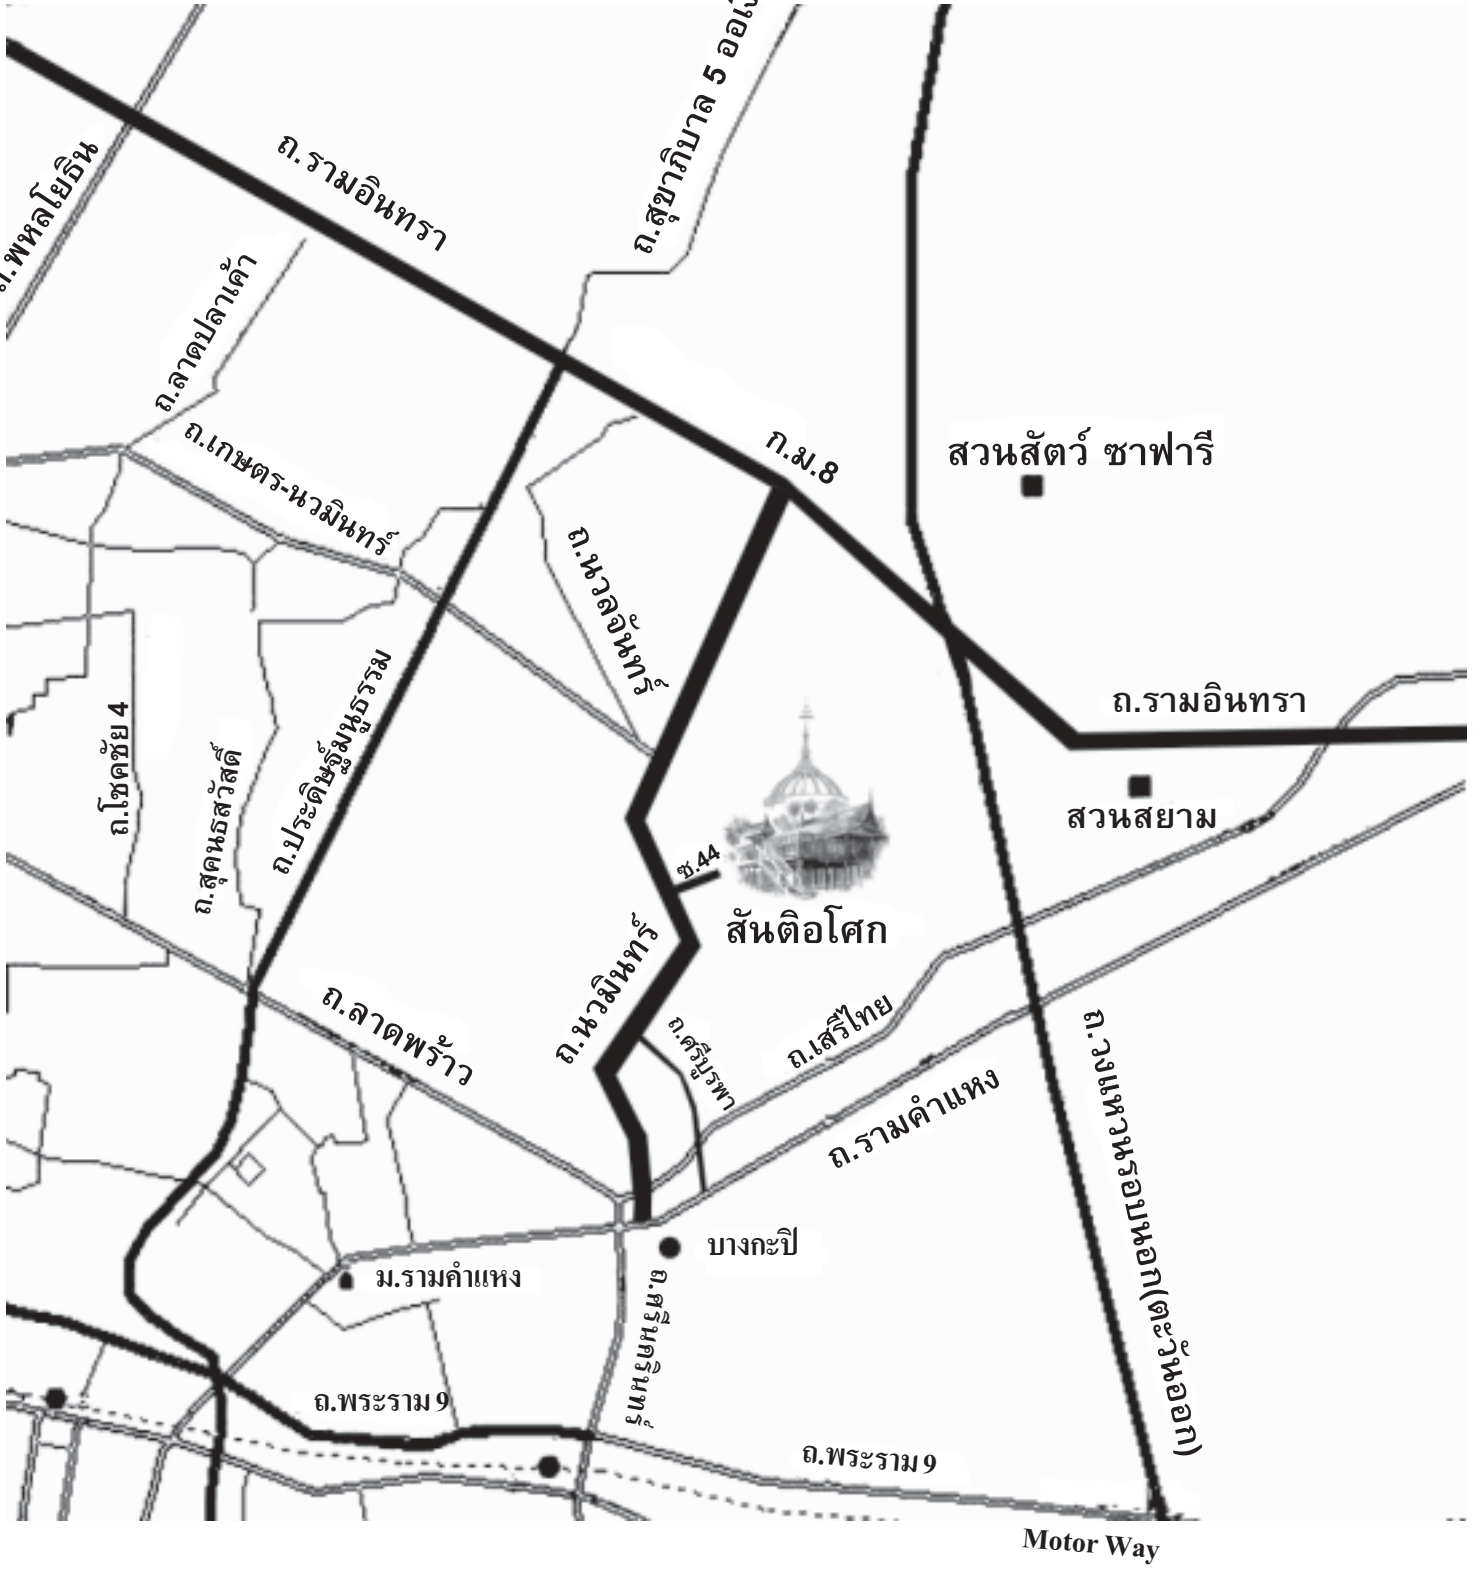 ถ.สุขาภิบาล 5
ถ.รามอินทรา
ถ.พหลโยธิน
ถ.ลาดปลาเค้า
ถ.เกษตร-นวมินทร์
ก.ม.8
สวนสัตว์ ซาฟารี
ถ.นวลจันทร์
ถ.รามอินทรา
ถ.ประดิษฐ์มนูธรรม
ถ.โชคชัย 4
ถ.สุคนธสวัสดิ์
สวนสยาม
ซ.44
สันติอโศก
ถ.นวมินทร์
ถ.ลาดพร้าว
ถ.ศรีบูรพา
ถ.เสรีไทย
ถ.รามคำแหง
ถ.วงแหวนรอบนอก(ตะวันออก)
บางกะปิ
ม.รามคำแหง
ถ.ศรีนครินทร์
ถ.พระราม 9
ถ.พระราม 9
Motor Way